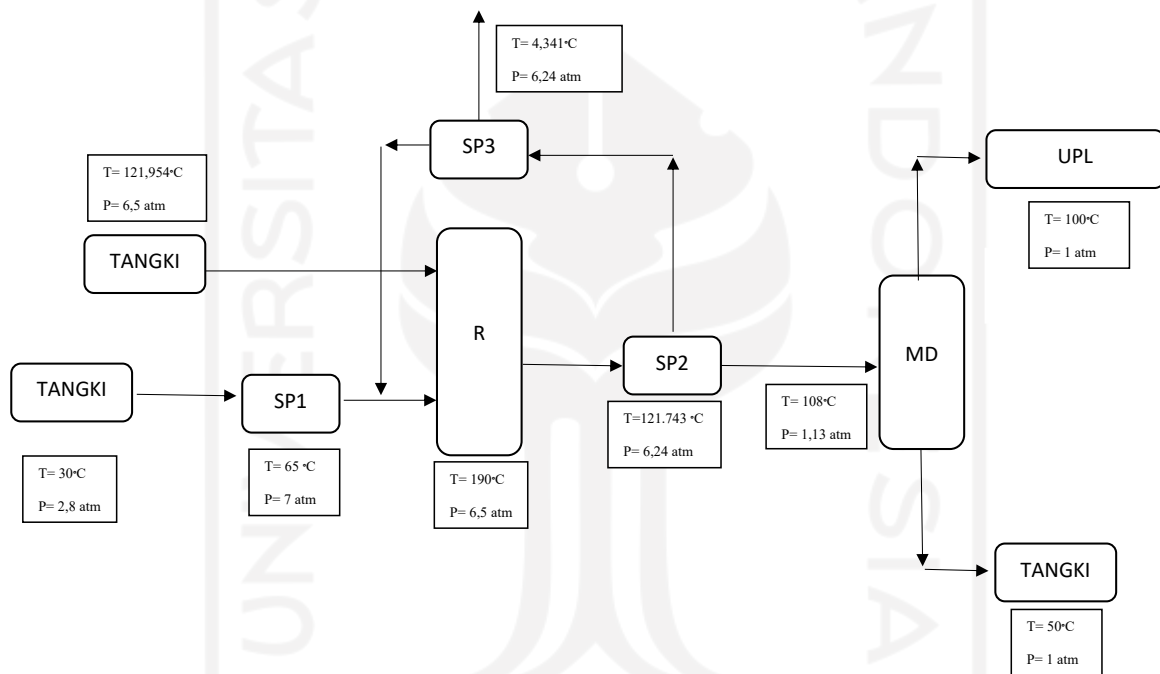 T= 4,341°C
P= 6,24 atm
SP3
UPL
T= 121,954°C
P= 6,5 atm
T= 100°C
P= 1 atm
TANGKI
R
MD
SP2
TANGKI
SP1
T=121.743 °C
P= 6,24 atm
T= 108°C
P= 1,13 atm
T= 30°C
P= 2,8 atm
T= 65 °C
P= 7 atm
T= 190°C
P= 6,5 atm
TANGKI
T= 50°C
P= 1 atm
UNIVERSITAS
INDONESIA